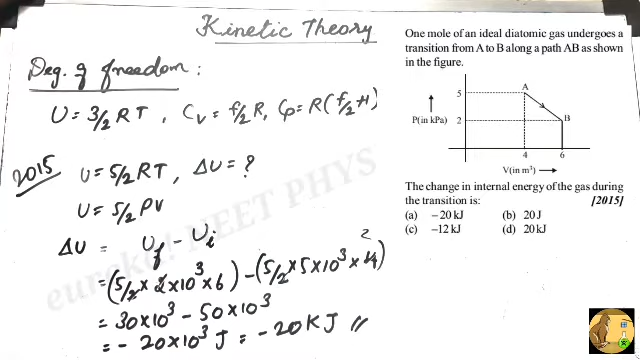 Kinetic Theory
Deg. of freedom :
U = 3/2 RT , Cv = f/2 R, Cp = R(f/2+1)
2015 U = 5/2 RT , ΔU = ?
U = 5/2 PV
ΔU = Uf - Ui
= (5/2 × 2×10³ × 6) - (5/2 × 5×10³ × 4) 2
= 30×10³ - 50×10³
= - 20×10³ J = -20KJ //
One mole of an ideal diatomic gas undergoes a
transition from A to B along a path AB as shown
in the figure.
A
5
B
P(in kPa) ↑ 2
4 6
V(in m³) →
The change in internal energy of the gas during
the transition is: [2015]
(a) – 20 kJ (b) 20 J
(c) –12 kJ (d) 20 kJ
eureka! NEET PHYS